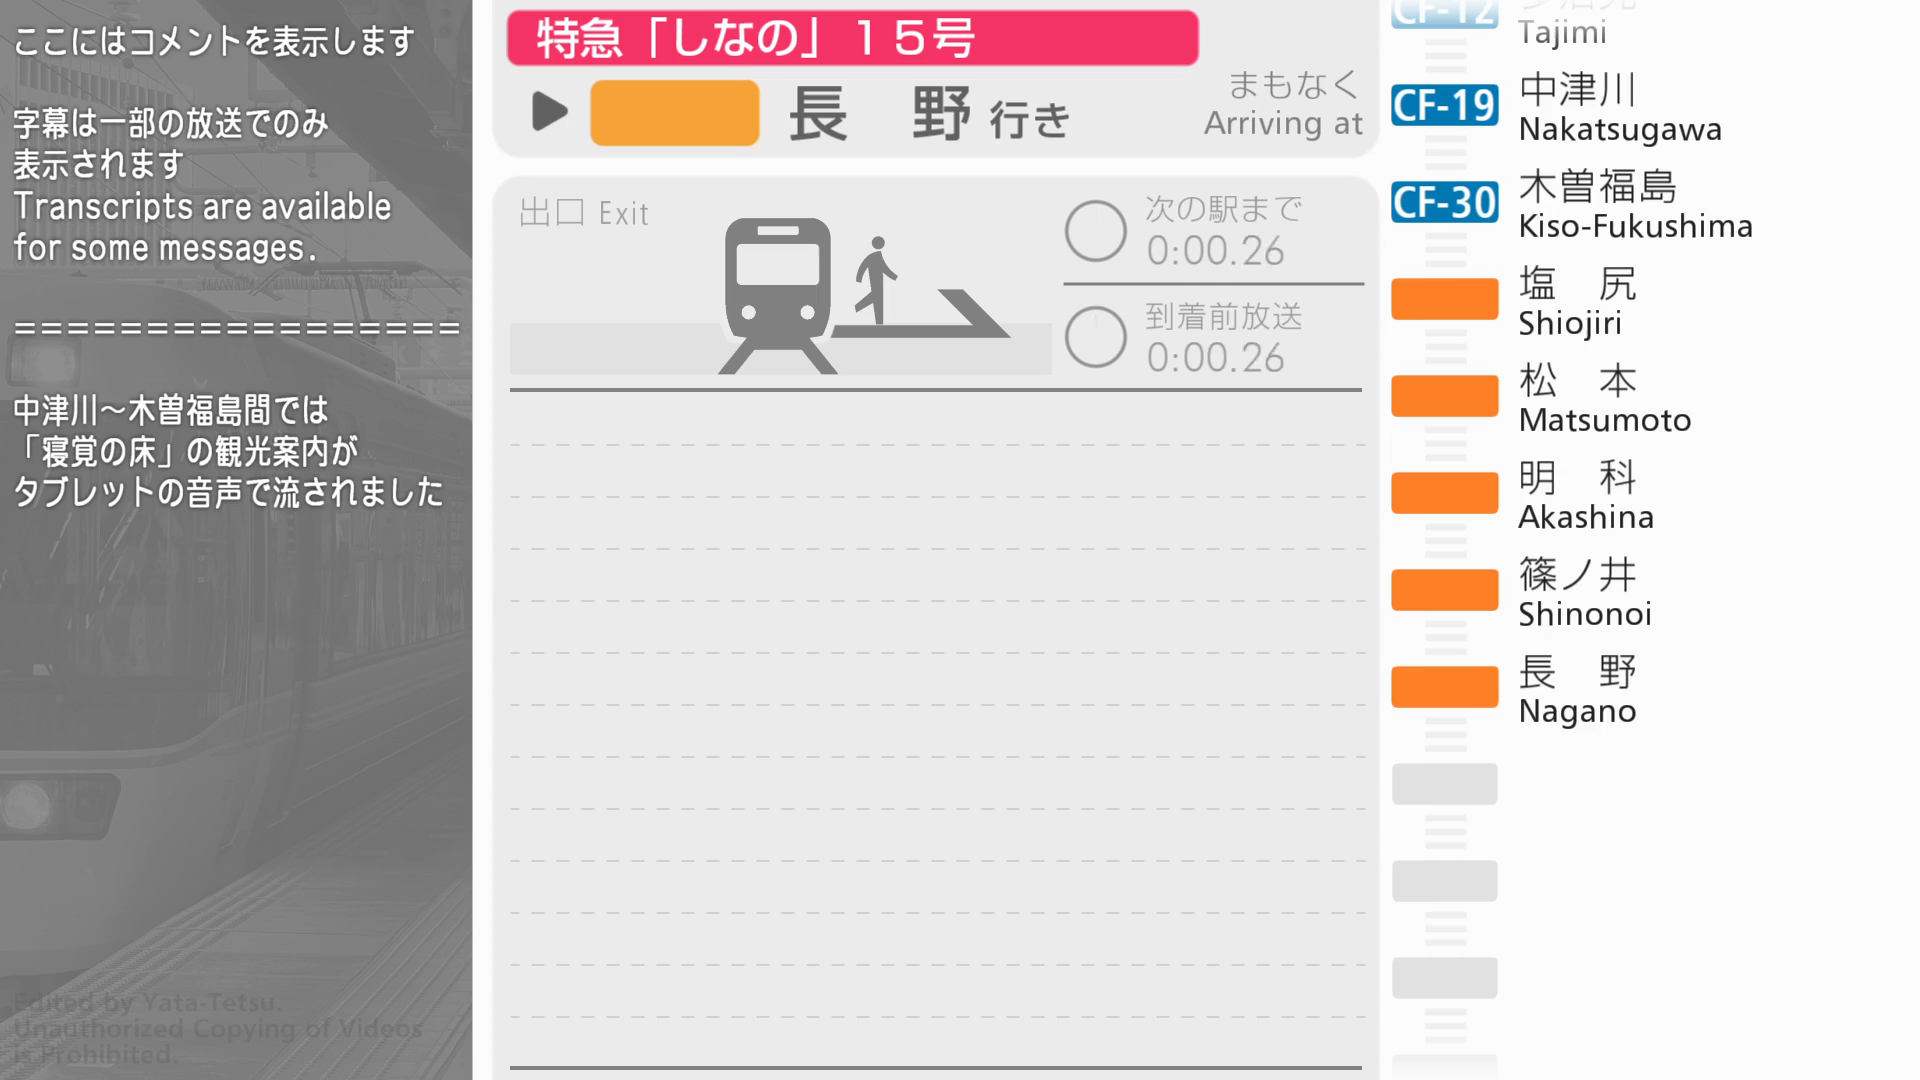 ここにはコメントを表示します
字幕は一部の放送でのみ
表示されます
Transcripts are available
for some messages.
=================
中津川～木曽福島間では
「寝覚の床」の観光案内が
タブレットの音声で流されました
Edited by Yata-Tetsu.
Unauthorized Copying of Videos
is Prohibited.
特急「しなの」１５号
▶ 長　野 行き
まもなく
Arriving at
出口 Exit
次の駅まで
0:00.26
到着前放送
0:00.26
CF-12
Tajimi
CF-19 中津川
Nakatsugawa
CF-30 木曽福島
Kiso-Fukushima
塩　尻
Shiojiri
松　本
Matsumoto
明　科
Akashina
篠ノ井
Shinonoi
長　野
Nagano